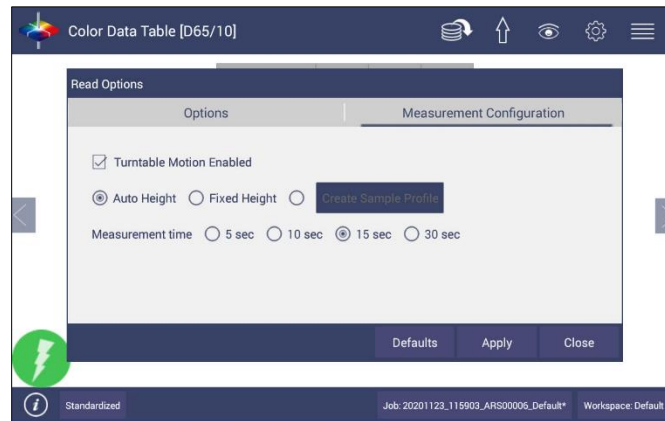 Color Data Table [D65/10]
Read Options
Options Measurement Configuration
Turntable Motion Enabled
Auto Height Fixed Height Create Sample Profile
Measurement time 5 sec 10 sec 15 sec 30 sec
Defaults Apply Close
Standardized Job: 20201123_115903_ARS00006_Default* Workspace: Default